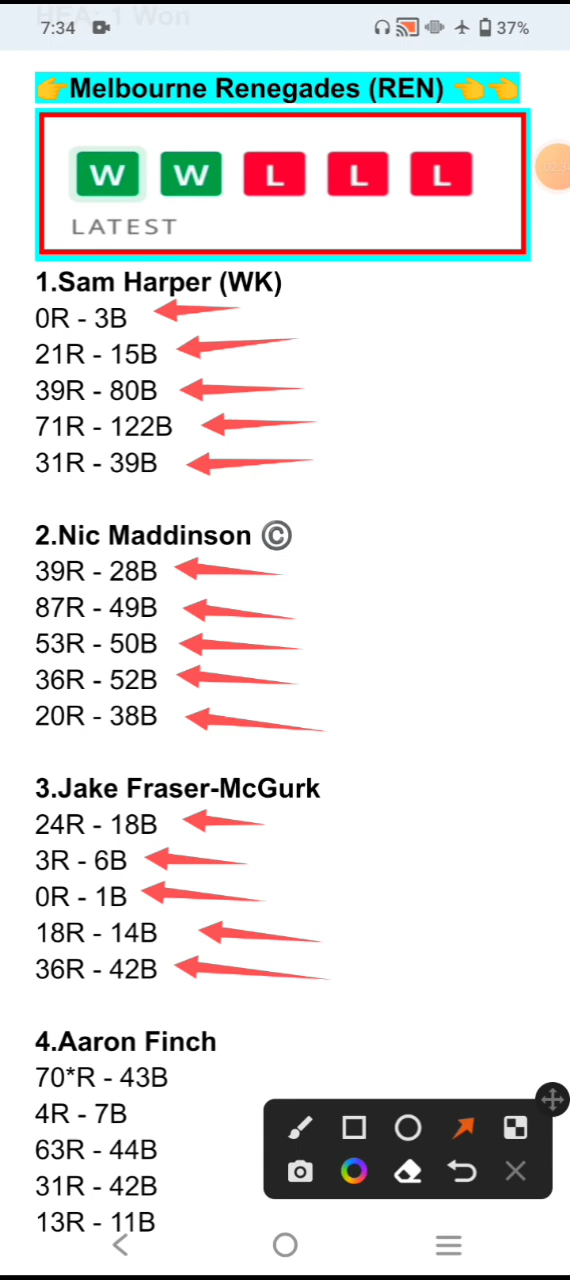 HEA: 1 Won
7:34
37%
👉Melbourne Renegades (REN) 👈👈
W W L L L
LATEST
1.Sam Harper (WK)
0R - 3B
21R - 15B
39R - 80B
71R - 122B
31R - 39B
2.Nic Maddinson ©
39R - 28B
87R - 49B
53R - 50B
36R - 52B
20R - 38B
3.Jake Fraser-McGurk
24R - 18B
3R - 6B
0R - 1B
18R - 14B
36R - 42B
4.Aaron Finch
70*R - 43B
4R - 7B
63R - 44B
31R - 42B
13R - 11B